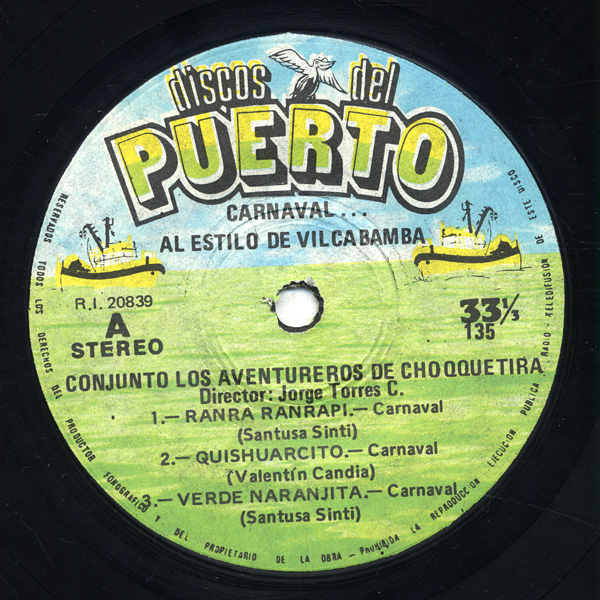 discos del
PUERTO
CARNAVAL...
AL ESTILO DE VILCABAMBA
R.I. 20839
A
STEREO
33 1/3
135
CONJUNTO LOS AVENTUREROS DE CHOQQUETIRA
Director: Jorge Torres C.
1.— RANRA RANRAPI.— Carnaval
(Santusa Sinti)
2.— QUISHUARCITO.— Carnaval
(Valentín Candia)
3.— VERDE NARANJITA.— Carnaval
(Santusa Sinti)
RESERVADOS TODOS LOS DERECHOS DEL PRODUCTOR FONOGRAFICO Y DEL PROPIETARIO DE LA OBRA - PROHIBIDA LA REPRODUCCION EJECUCION PUBLICA RADIO - TELEDIFUSION DE ESTE DISCO